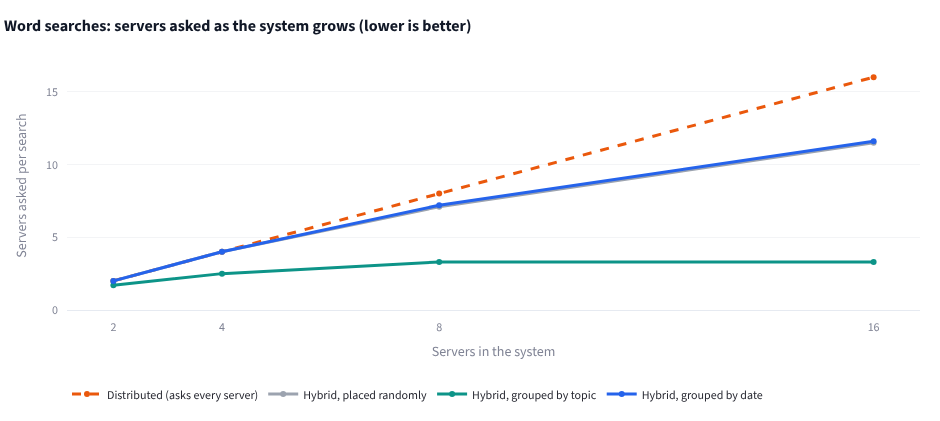 Word searches: servers asked as the system grows (lower is better)
Servers asked per search
15
10
5
0
2 4 8 16
Servers in the system
Distributed (asks every server) Hybrid, placed randomly Hybrid, grouped by topic Hybrid, grouped by date